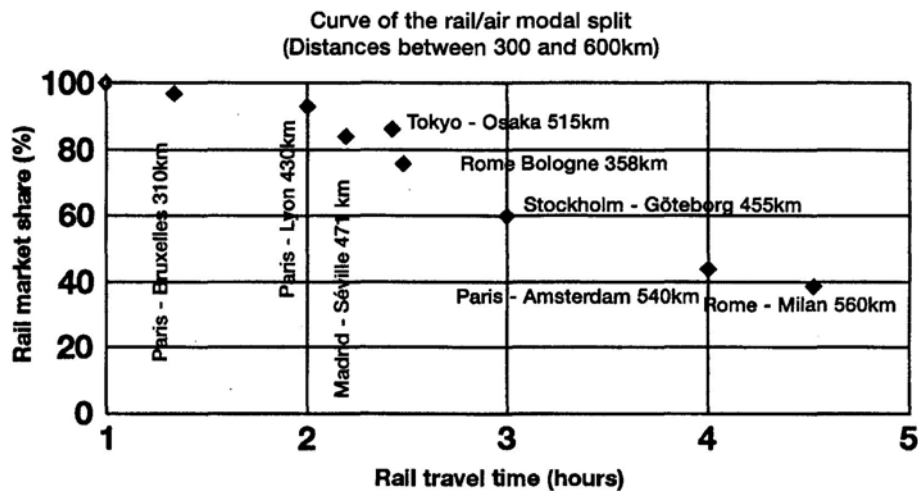 Curve of the rail/air modal split
(Distances between 300 and 600km)
Rail market share (%)
100
80
60
40
20
0
Paris - Bruxelles 310km
Paris - Lyon 430km
Madrid - Séville 471 km
Tokyo - Osaka 515km
Rome Bologne 358km
Stockholm - Göteborg 455km
Paris - Amsterdam 540km
Rome - Milan 560km
1 2 3 4 5
Rail travel time (hours)